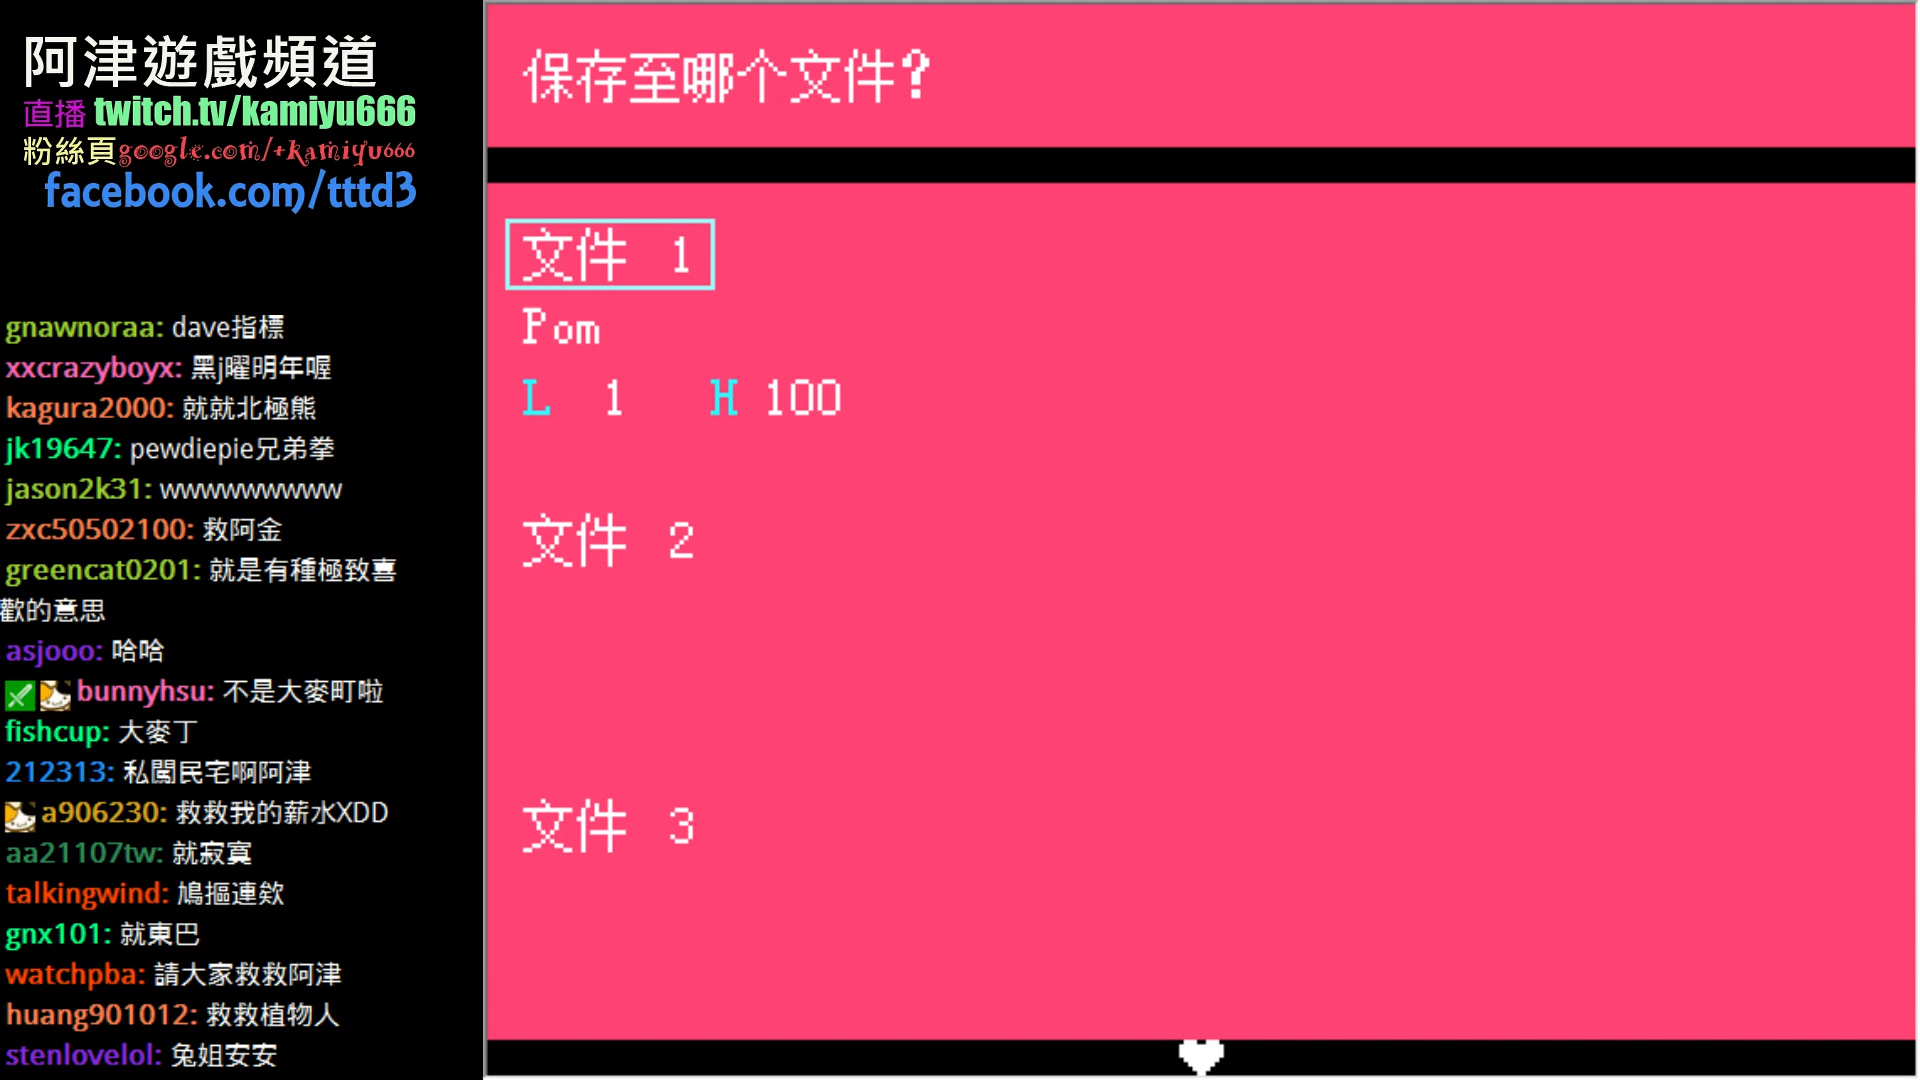 阿津遊戲頻道
直播 twitch.tv/kamiyu666
粉絲頁google.com/+kamiyu666
facebook.com/tttd3
gnawnoraa: dave指標
xxcrazyboyx: 黑j曜明年喔
kagura2000: 就就北極熊
jk19647: pewdiepie兄弟拳
jason2k31: wwwwwwwww
zxc50502100: 救阿金
greencat0201: 就是有種極致喜
歡的意思
asjooo: 哈哈
bunnyhsu: 不是大麥町啦
fishcup: 大麥丁
212313: 私闖民宅啊阿津
a906230: 救救我的薪水XDD
aa21107tw: 就寂寞
talkingwind: 鳩摳連欸
gnx101: 就東巴
watchpba: 請大家救救阿津
huang901012: 救救植物人
stenlovelol: 兔姐安安
保存至哪个文件?
文件 1
Pom
L 1 H 100
文件 2
文件 3